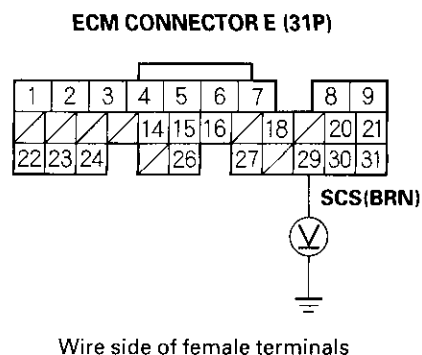 ECM CONNECTOR E (31P)
1 2 3 4 5 6 7 8 9
14 15 16 18 20 21
22 23 24 26 27 29 30 31
SCS(BRN)
V
Wire side of female terminals